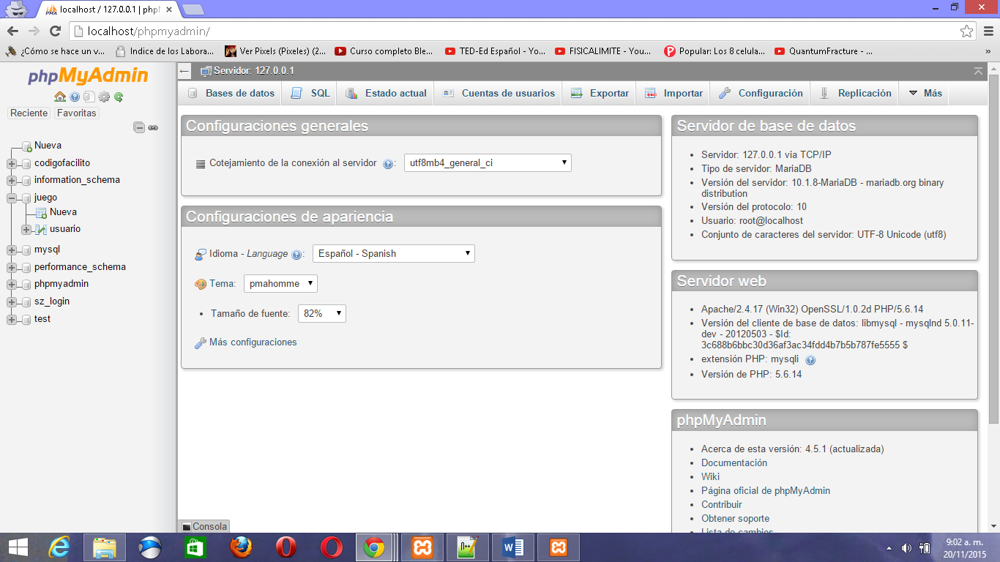 localhost / 127.0.0.1 | phpl
localhost/phpmyadmin/
¿Cómo se hace un v...
Indice de los Labora...
Ver Pixels (Pixeles) (2...
Curso completo Ble...
TED-Ed Español - Yo...
FISICALIMITE - You...
Popular: Los 8 celula...
QuantumFracture - ...
»
phpMyAdmin
Reciente
Favoritas
Nueva
codigofacilito
information_schema
juego
Nueva
usuario
mysql
performance_schema
phpmyadmin
sz_login
test
Servidor: 127.0.0.1
Bases de datos
SQL
Estado actual
Cuentas de usuarios
Exportar
Importar
Configuración
Replicación
Más
Configuraciones generales
Cotejamiento de la conexión al servidor :
utf8mb4_general_ci
Configuraciones de apariencia
Idioma - Language :
Español - Spanish
Tema:
pmahomme
• Tamaño de fuente:
82%
Más configuraciones
Servidor de base de datos
• Servidor: 127.0.0.1 via TCP/IP
• Tipo de servidor: MariaDB
• Versión del servidor: 10.1.8-MariaDB - mariadb.org binary
distribution
• Versión del protocolo: 10
• Usuario: root@localhost
• Conjunto de caracteres del servidor: UTF-8 Unicode (utf8)
Servidor web
• Apache/2.4.17 (Win32) OpenSSL/1.0.2d PHP/5.6.14
• Versión del cliente de base de datos: libmysql - mysqlnd 5.0.11-
dev - 20120503 - $Id:
3c688b6bbc30d36af3ac34fdd4b7b5b787fe5555 $
• extensión PHP: mysqli
• Versión de PHP: 5.6.14
phpMyAdmin
• Acerca de esta versión: 4.5.1 (actualizada)
• Documentación
• Wiki
• Página oficial de phpMyAdmin
• Contribuir
• Obtener soporte
• Lista de cambios
Consola
9:02 a. m.
20/11/2015